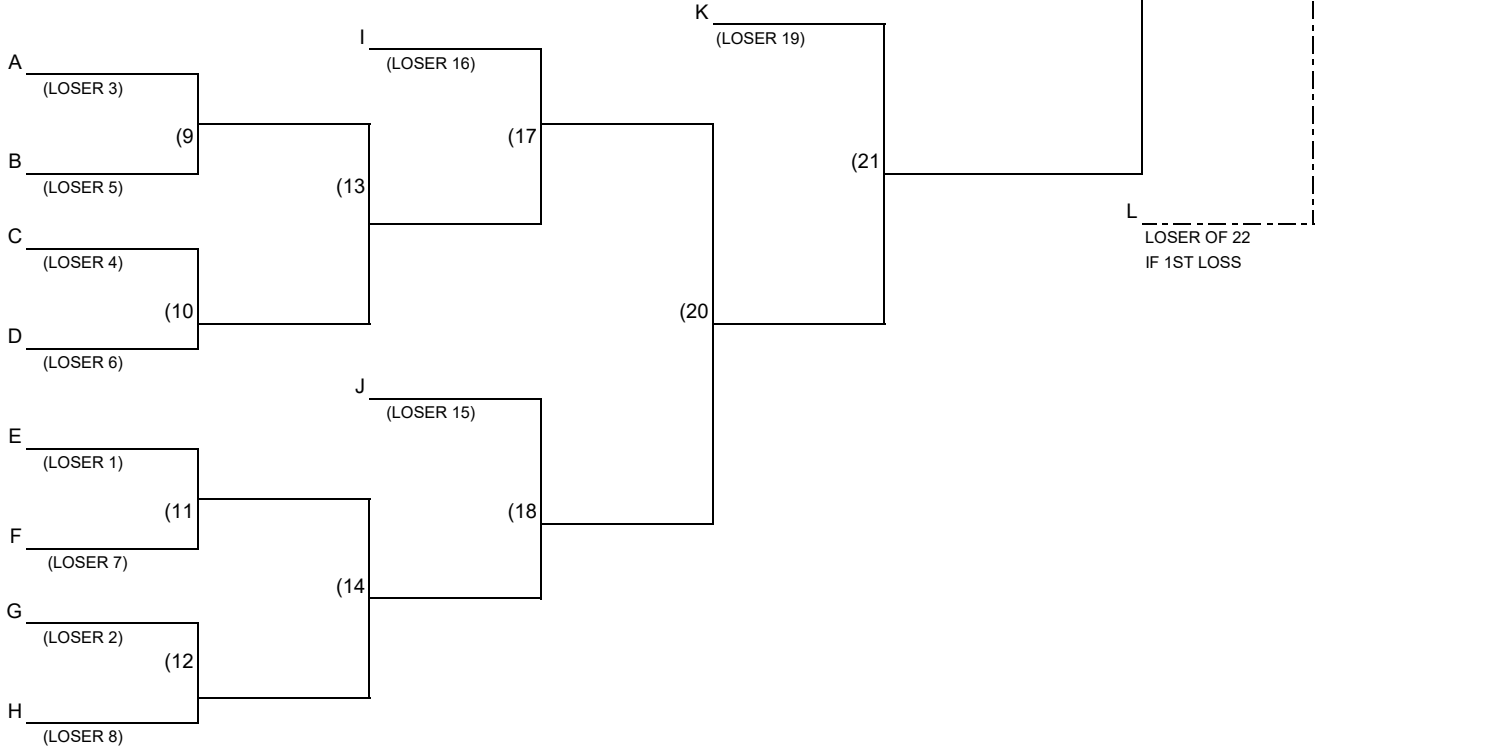 K
(LOSER 19)
I
(LOSER 16)
A
(LOSER 3)
(9
(17
B
(LOSER 5)
(21
(13
L
LOSER OF 22
IF 1ST LOSS
C
(LOSER 4)
(10
(20
D
(LOSER 6)
J
(LOSER 15)
E
(LOSER 1)
(11
(18
F
(LOSER 7)
(14
G
(LOSER 2)
(12
H
(LOSER 8)